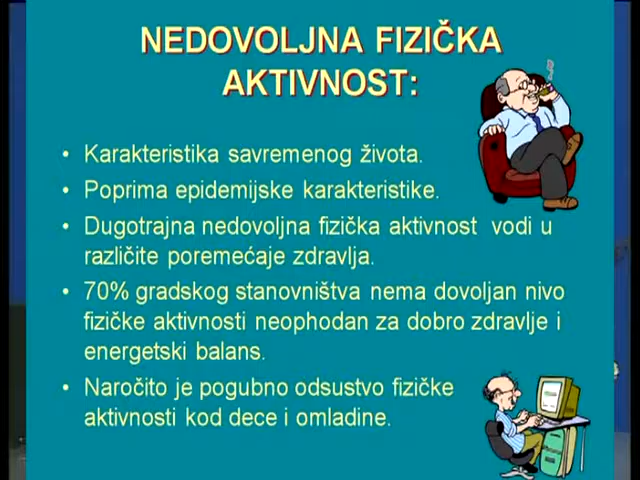 NEDOVOLJNA FIZIČKA
AKTIVNOST:
• Karakteristika savremenog života.
• Poprima epidemijske karakteristike.
• Dugotrajna nedovoljna fizička aktivnost vodi u
različite poremećaje zdravlja.
• 70% gradskog stanovništva nema dovoljan nivo
fizičke aktivnosti neophodan za dobro zdravlje i
energetski balans.
• Naročito je pogubno odsustvo fizičke
aktivnosti kod dece i omladine.